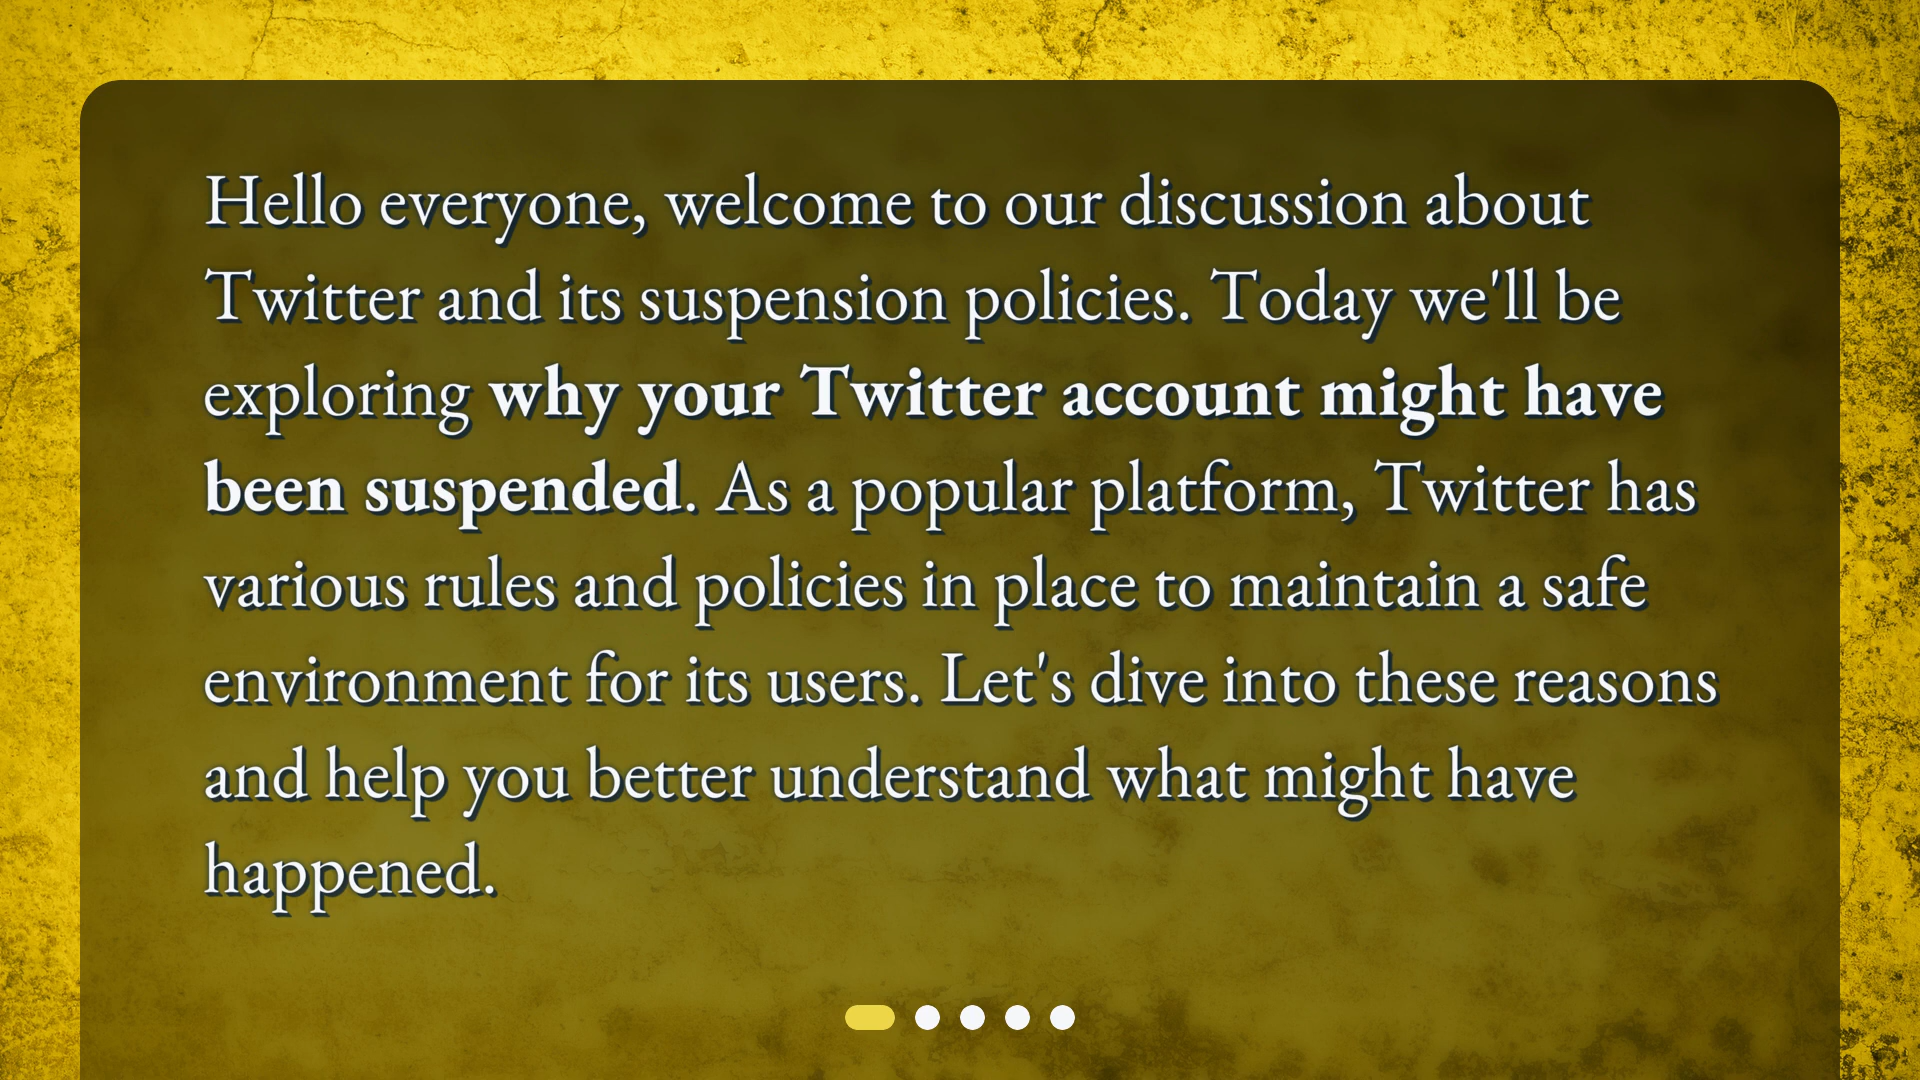 Hello everyone, welcome to our discussion about
Twitter and its suspension policies. Today we'll be
exploring why your Twitter account might have
been suspended. As a popular platform, Twitter has
various rules and policies in place to maintain a safe
environment for its users. Let's dive into these reasons
and help you better understand what might have
happened.